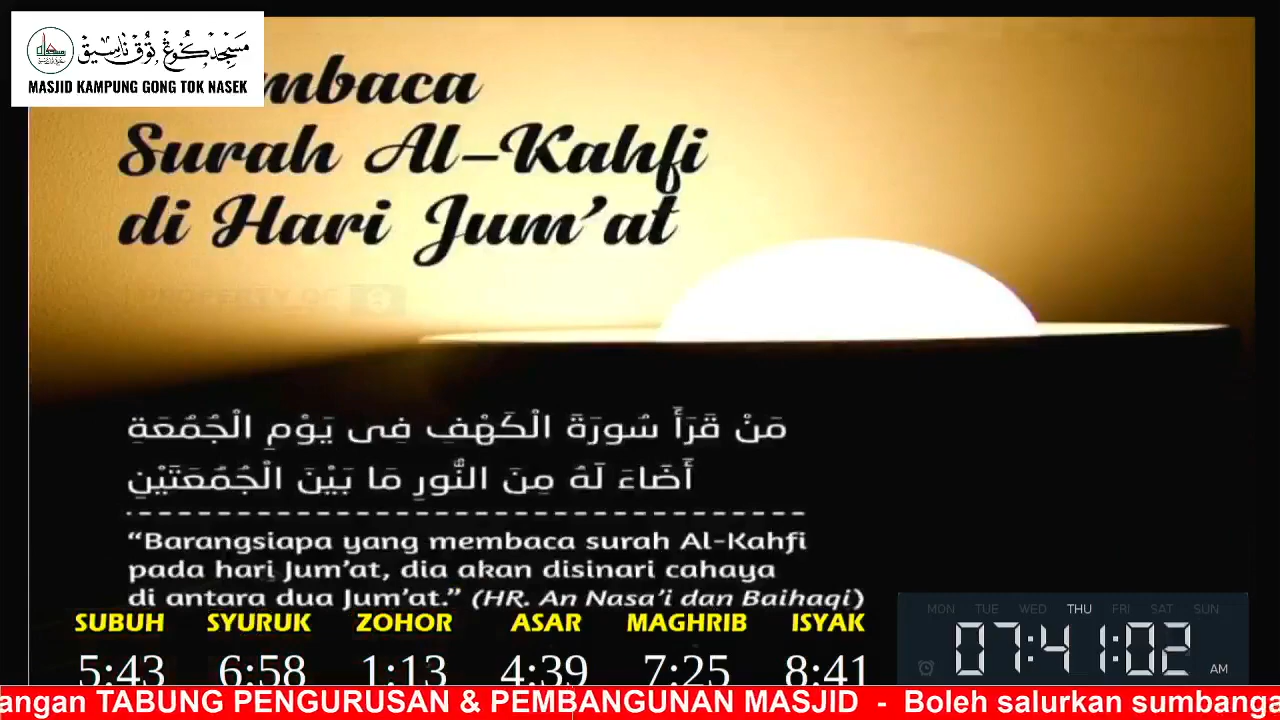 مسجد كامڤوڠ ݢوڠ توق ناسيق
MASJID KAMPUNG GONG TOK NASEK
mbaca
Surah Al-Kahfi
di Hari Jum'at
مَنْ قَرَأَ سُورَةَ الْكَهْفِ فِى يَوْمِ الْجُمُعَةِ
أَضَاءَ لَهُ مِنَ النُّورِ مَا بَيْنَ الْجُمُعَتَيْنِ
“Barangsiapa yang membaca surah Al-Kahfi
pada hari Jum'at, dia akan disinari cahaya
di antara dua Jum'at.” (HR. An Nasa'i dan Baihaqi)
SUBUH SYURUK ZOHOR ASAR MAGHRIB ISYAK
5:43 6:58 1:13 4:39 7:25 8:41
MON TUE WED THU FRI SAT SUN
07:41:02 AM
angan TABUNG PENGURUSAN & PEMBANGUNAN MASJID - Boleh salurkan sumbanga